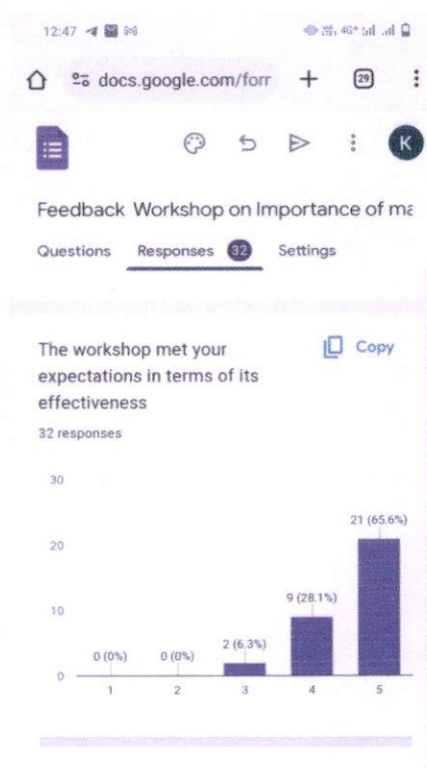 12:47
4G+
docs.google.com/forr
29
K
Feedback Workshop on Importance of ma
Questions Responses 32 Settings
The workshop met your
expectations in terms of its
effectiveness
Copy
32 responses
30
20
10
0
0 (0%)
0 (0%)
2 (6.3%)
9 (28.1%)
21 (65.6%)
1 2 3 4 5